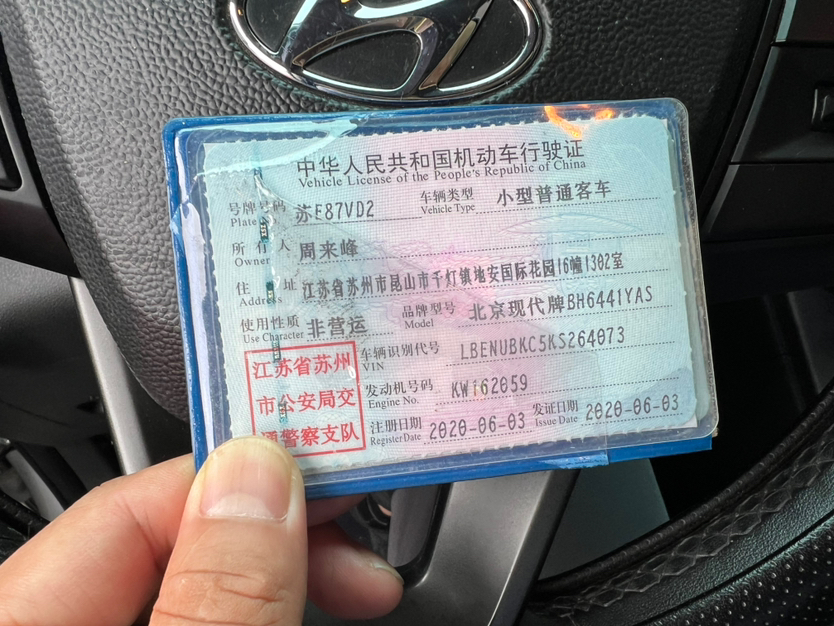 中华人民共和国机动车行驶证
Vehicle License of the People's Republic of China
号牌号码 苏E87VD2 车辆类型 小型普通客车
Plate Vehicle Type
所有人 周来峰
Owner
住址 江苏省苏州市昆山市千灯镇地安国际花园16幢1302室
Address
使用性质 非营运 品牌型号 北京现代牌BH6441YAS
Use Character Model
江苏省苏州 车辆识别代号 LBENUBKC5KS264073
VIN
市公安局交 发动机号码 KW162059
Engine No.
通警察支队 注册日期 2020-06-03 发证日期 2020-06-03
Register Date Issue Date